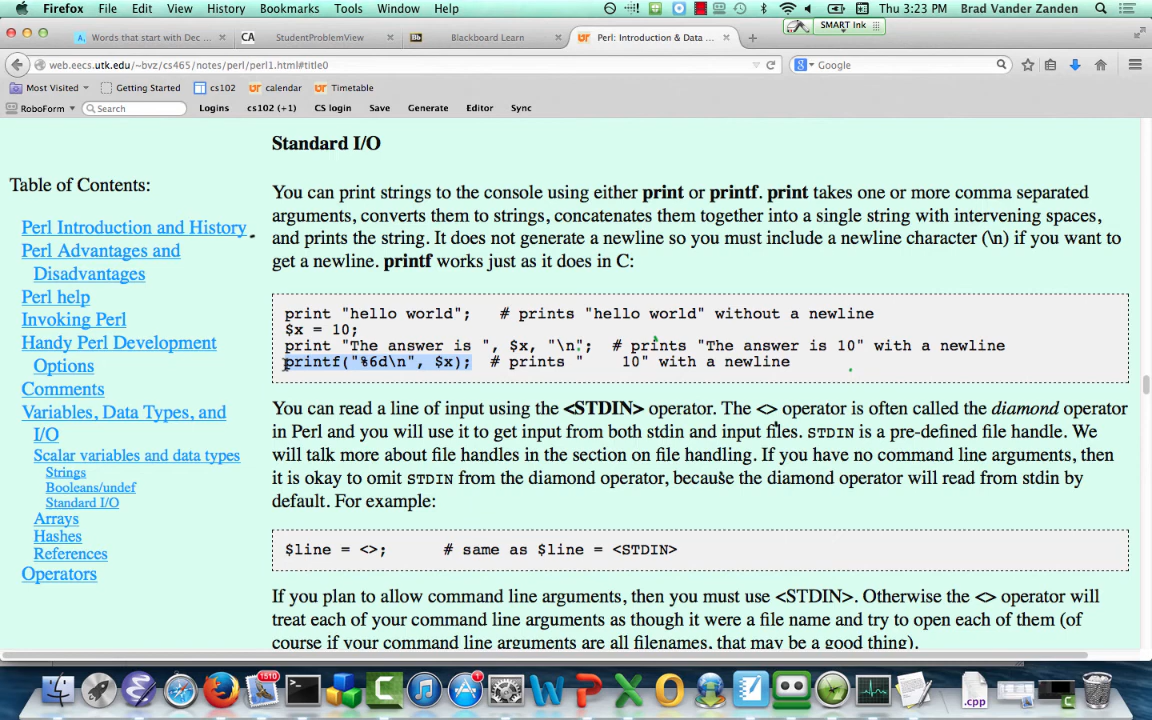 Firefox File Edit View History Bookmarks Tools Window Help Thu 3:23 PM Brad Vander Zanden
SMART Ink
Words that start with Dec ... × CA StudentProblemView × Bb Blackboard Learn × UT Perl: Introduction & Data ... × +
web.eecs.utk.edu/~bvz/cs465/notes/perl/perl1.html#title0 Google
Most Visited Getting Started cs102 UT calendar UT Timetable
RoboForm Search Logins cs102 (+1) CS login Save Generate Editor Sync
Table of Contents:
Perl Introduction and History
Perl Advantages and
Disadvantages
Perl help
Invoking Perl
Handy Perl Development
Options
Comments
Variables, Data Types, and
I/O
Scalar variables and data types
Strings
Booleans/undef
Standard I/O
Arrays
Hashes
References
Operators
Standard I/O
You can print strings to the console using either print or printf. print takes one or more comma separated
arguments, converts them to strings, concatenates them together into a single string with intervening spaces,
and prints the string. It does not generate a newline so you must include a newline character (\n) if you want to
get a newline. printf works just as it does in C:
print "hello world";   # prints "hello world" without a newline
$x = 10;
print "The answer is ", $x, "\n";  # prints "The answer is 10" with a newline
printf("%6d\n", $x);  # prints "    10" with a newline
You can read a line of input using the <STDIN> operator. The <> operator is often called the diamond operator
in Perl and you will use it to get input from both stdin and input files. STDIN is a pre-defined file handle. We
will talk more about file handles in the section on file handling. If you have no command line arguments, then
it is okay to omit STDIN from the diamond operator, because the diamond operator will read from stdin by
default. For example:
$line = <>;      # same as $line = <STDIN>
If you plan to allow command line arguments, then you must use <STDIN>. Otherwise the <> operator will
treat each of your command line arguments as though it were a file name and try to open each of them (of
course if your command line arguments are all filenames, that may be a good thing).
1510
1
.cpp